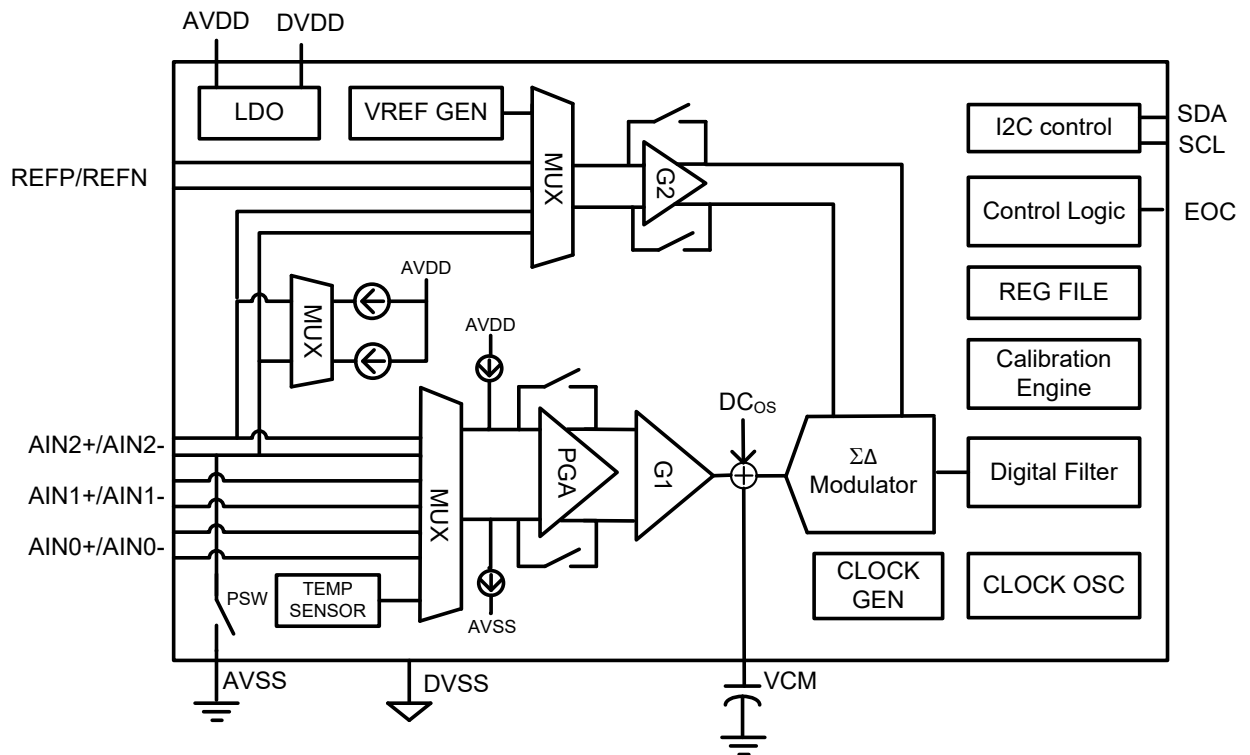 AVDD DVDD
LDO
VREF GEN
MUX
G2
I2C control
SDA
SCL
REFP/REFN
Control Logic
EOC
AVDD
MUX
REG FILE
AVDD
Calibration
Engine
DCOS
AIN2+/AIN2-
MUX
PGA
G1
ΣΔ
Modulator
Digital Filter
AIN1+/AIN1-
AIN0+/AIN0-
PSW
TEMP
SENSOR
AVSS
CLOCK
GEN
CLOCK OSC
AVSS
DVSS
VCM